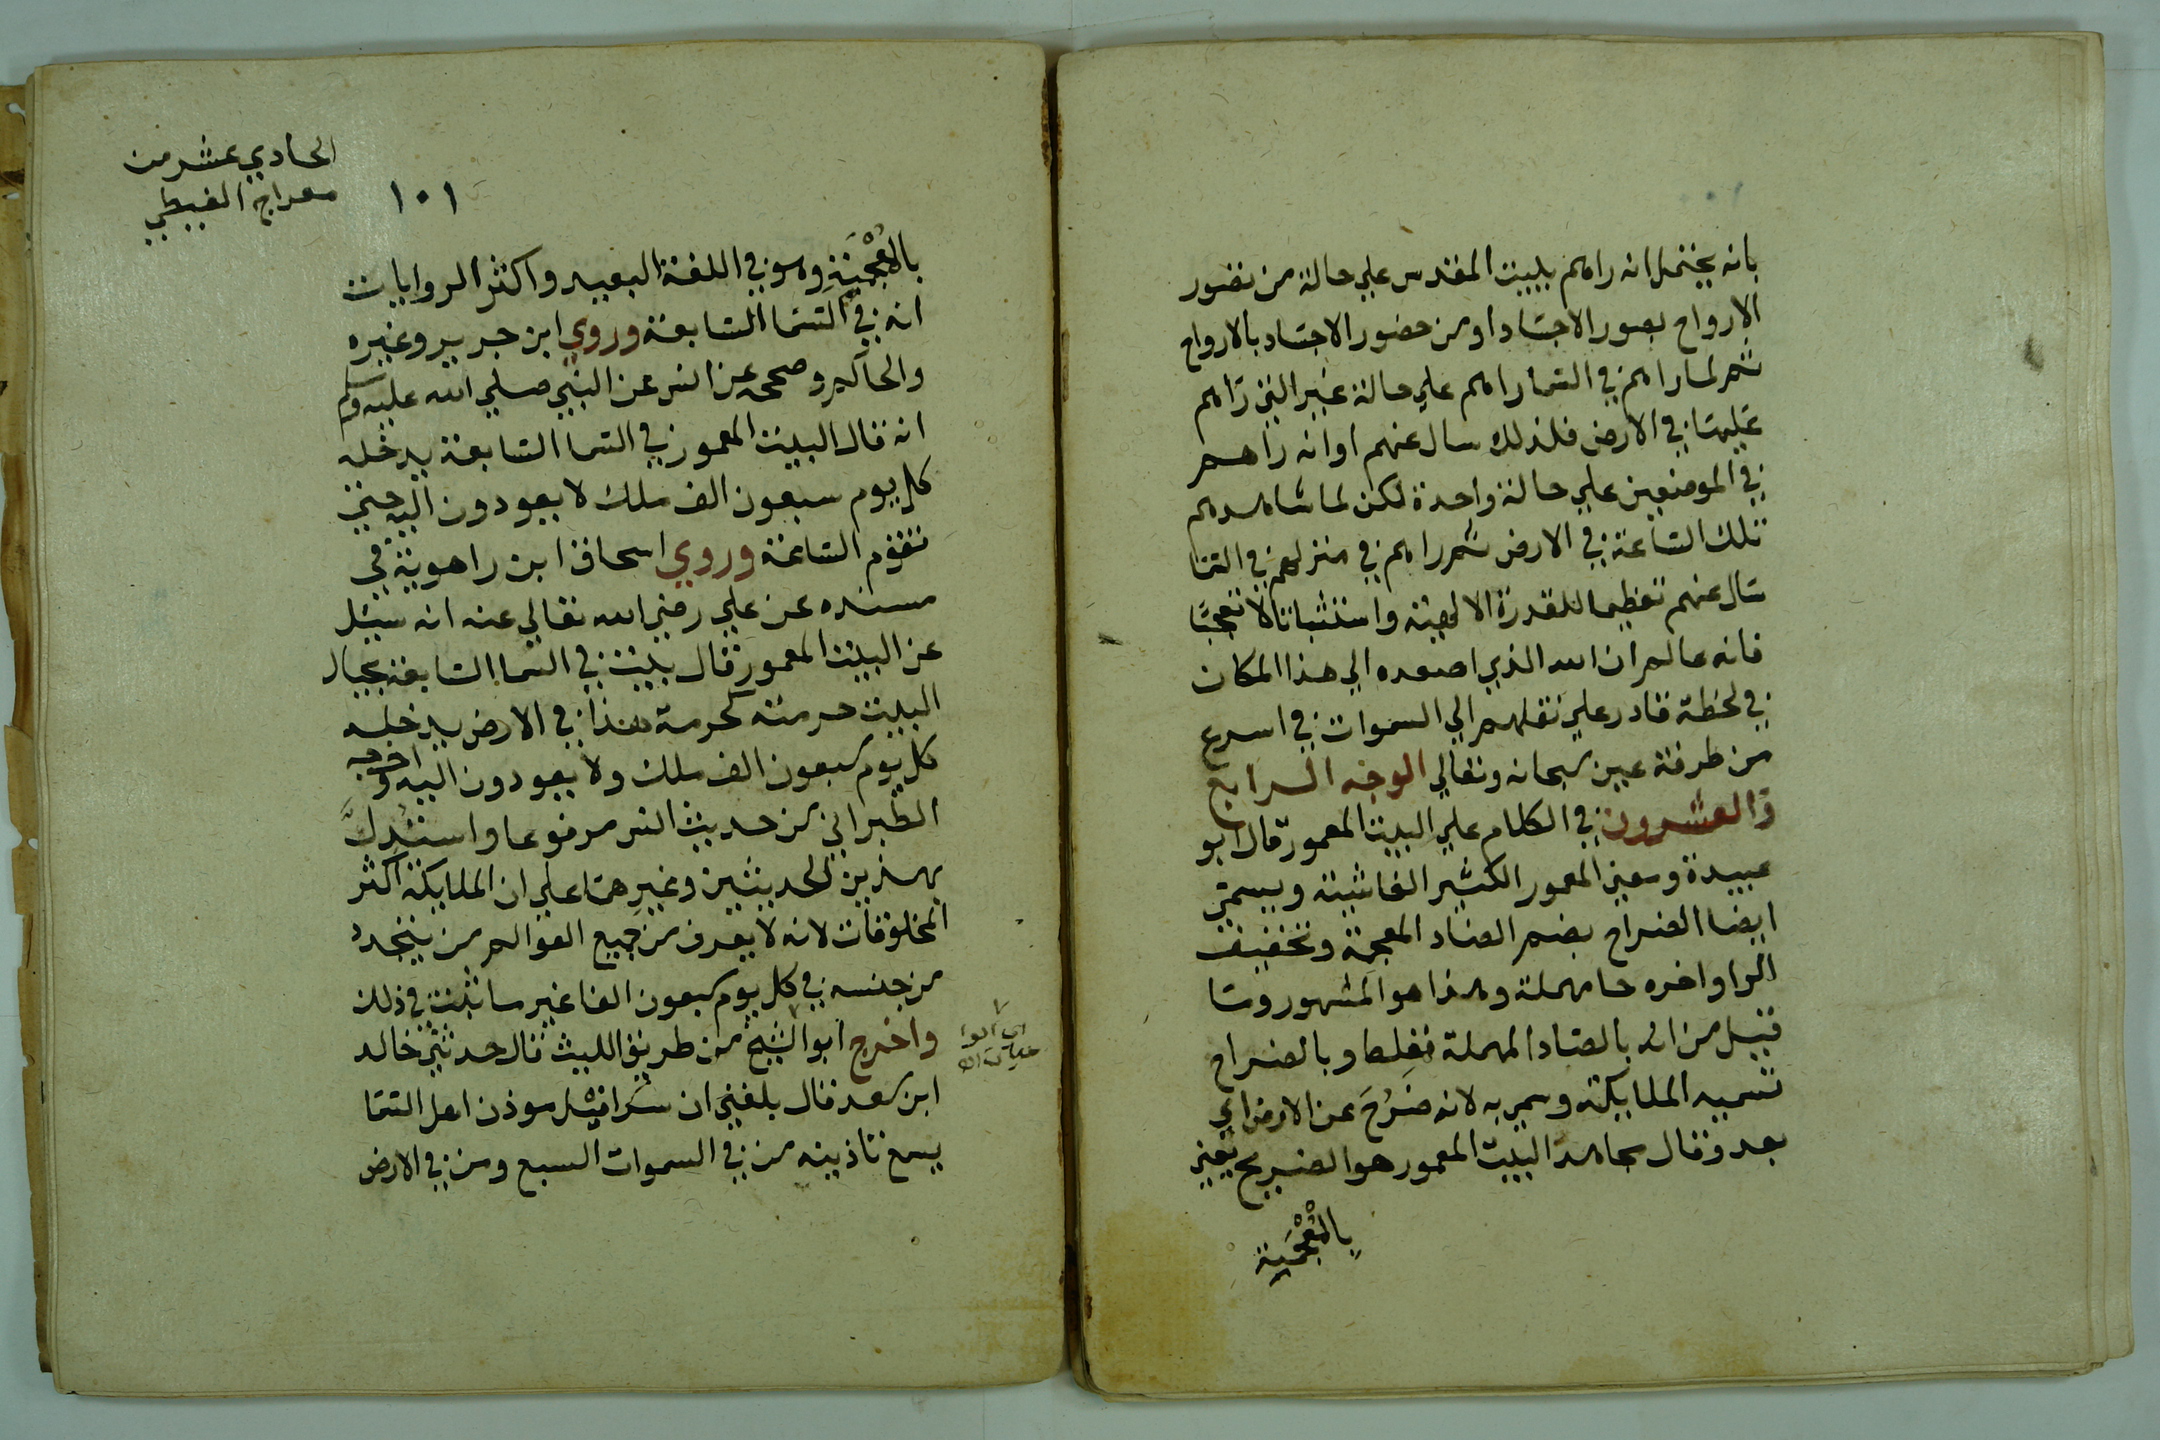 بانه يحتمل انه راهم ببيت المقدس علي حالة من تصور
الارواح بصور الاجساد او من حضور الاجساد بالارواح
ثم لما راهم في السما راهم علي حالة غير التي راهم
عليها في الارض فلذلك سال عنهم او انه راهم
في الموضعين علي حالة واحدة لكن لما شاهدهم
تلك الساعة في الارض ثم راهم في منزلهم في السما
سال عنهم تعظيما للقدرة الالهية واستثباتا لا تعجبا
فانه عالم ان الله الذي اصعده الي هذا المكان
في لحظة قادر علي نقلهم الي السموات في اسرع
من طرفة عين سبحانه وتعالي الوجه الرابع
والعشرون في الكلام علي البيت المعمور قال ابو
عبيدة ومعني المعمور الكثير الغاشية ويسمي
ايضا الضراح بضم الضاد المعجمة وتخفيف
الرا واخره حا مهملة وهذا هو المشهور وما
قيل من انه بالصاد المهملة فغلط وبالضراح
تسميه الملايكة وسمي به لانه ضَرُحَ عن الارض اي
بعد وقال مجاهد البيت المعمور هو الضريح يعني
بالمُعْجَمَة
الحادي عشر من
معراج الغيطي
١٠١
بالمُعْجَمَةِ وهو في اللغة البعيد واكثر الروايات
انه في السما السابعة وروي ابن جرير وغيره
والحاكم وصححه عن انس عن النبي صلي الله عليه وسلم
انه قال البيت المعمور في السما السابعة يدخله
كل يوم سبعون الف ملك لا يعودون اليه حتي
تقوم الساعة وروي اسحاق ابن راهوية في
مسنده عن علي رضي الله تعالي عنه انه سيئل
عن البيت المعمور قال بيت في السما السابعة بحيال
البيت حرمته كحرمة هذا في الارض يدخله
كل يوم سبعون الف ملك ولا يعودون اليه واخرجه
الطبراني من حديث انس مرفوعا واستُدِلَّ
بهذين الحديثين وغيرهما علي ان الملايكة اكثر
المخلوقات لانه لا يعرف من جميع العوالم من يتجدد
من جنسه في كل يوم سبعون الفا غير ما ثبت في ذلك
واخرج ابو الشيخ من طريق الليث قال حدثني خالد
ابن سعد قال بلغني ان سرافيل موذن اهل السما
يسمع تاذينه من في السموات السبع ومن في الارض